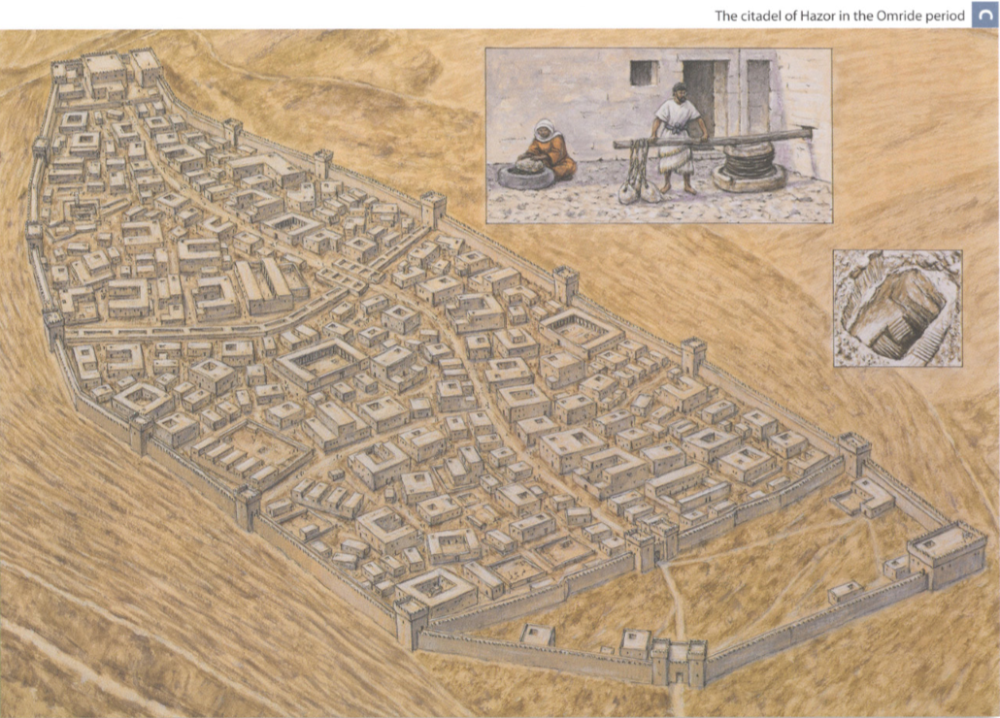 The citadel of Hazor in the Omride period